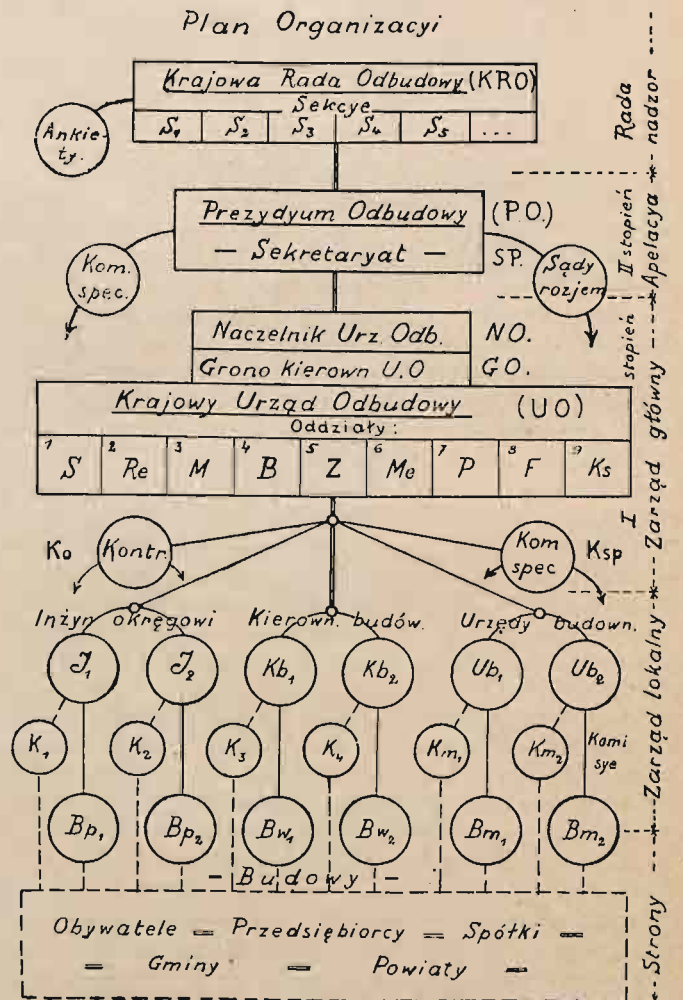 Plan Organizacyi
Krajowa Rada Odbudowy (KRO)
Sekcye
S1 S2 S3 S4 S5 ...
Ankie-
ty.
Prezydyum Odbudowy (P.O.)
— Sekretaryat — SP.
Kom.
spec.
Sądy
rozjem
Naczelnik Urz. Odb. NO.
Grono Kierown U.O GO.
Krajowy Urząd Odbudowy (UO)
Oddziały:
1 S 2 Re 3 M 4 B 5 Z 6 Me 7 P 8 F 9 Ks
Ko Kontr.
Kom
spec Ksp
Inżyn okręgowi Kierown. budów. Urzędy budown.
J1 J2 Kb1 Kb2 Ub1 Ub2
K1 K2 K3 K4 Km1 Km2 Komi
sye
Bp1 Bp2 Bw1 Bw2 Bm1 Bm2
- Budowy -
Obywatele = Przedsiębiorcy = Spółki =
= Gminy = Powiaty =
Rada
nadzor
II stopień
Apelacya
I stopień
Zarząd główny
Zarząd lokalny
Strony